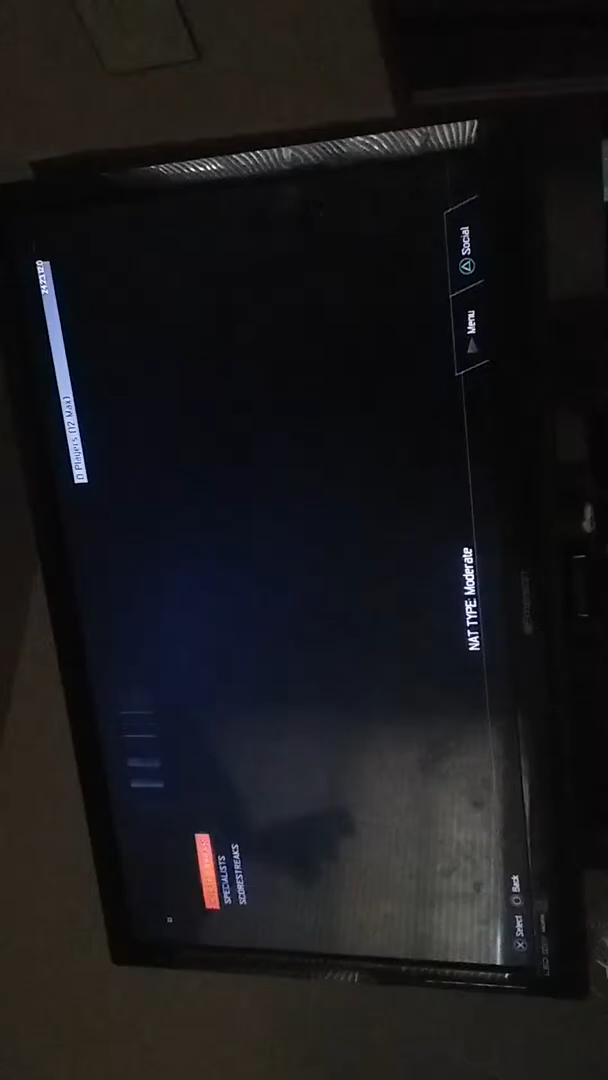 0 Players (12 Max)
SPECIALISTS
SCORESTREAKS
NAT TYPE: Moderate
Menu
Social
Select
Back